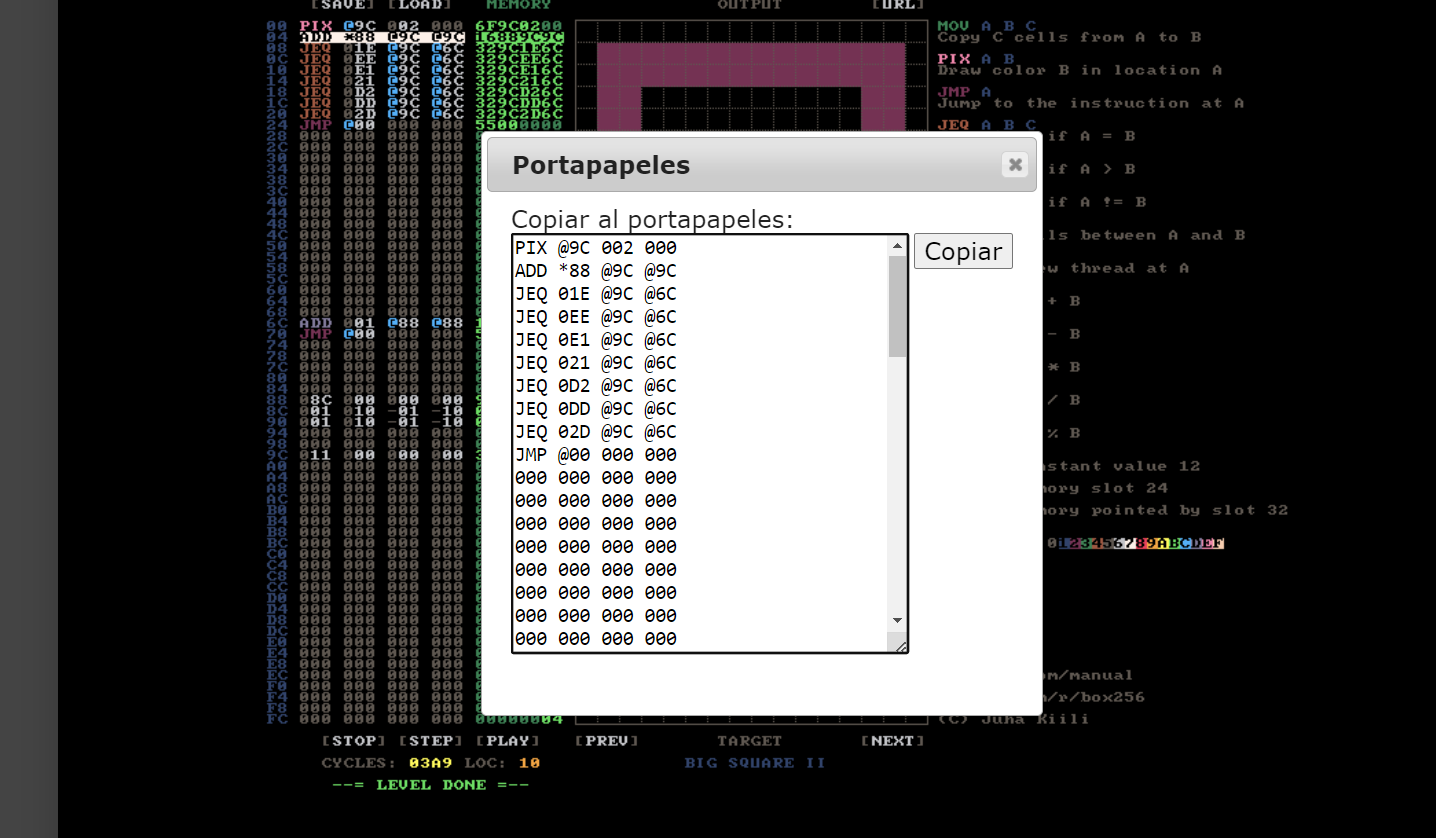 [SAVE] [LOAD] MEMORY OUTPUT [URL]
00 PIX @9C 002 000 6F9C0200
04 ADD *88 @9C @9C 16889C9C
08 JEQ 01E @9C @6C 329C1E6C
0C JEQ 0EE @9C @6C 329CEE6C
10 JEQ 0E1 @9C @6C 329CE16C
14 JEQ 021 @9C @6C 329C216C
18 JEQ 0D2 @9C @6C 329CD26C
1C JEQ 0DD @9C @6C 329CDD6C
20 JEQ 02D @9C @6C 329C2D6C
24 JMP @00 000 000 55000000
28 000 000 000 000
2C 000 000 000 000
30 000 000 000 000
34 000 000 000 000
38 000 000 000 000
3C 000 000 000 000
40 000 000 000 000
44 000 000 000 000
48 000 000 000 000
4C 000 000 000 000
50 000 000 000 000
54 000 000 000 000
58 000 000 000 000
5C 000 000 000 000
60 000 000 000 000
64 000 000 000 000
68 000 000 000 000
6C ADD 001 @88 @88
70 JMP @00 000 000
74 000 000 000 000
78 000 000 000 000
7C 000 000 000 000
80 000 000 000 000
84 000 000 000 000
88 08C 000 000 000
8C 001 010 -01 -10
90 001 010 -01 -10
94 000 000 000 000
98 000 000 000 000
9C 011 000 000 000
A0 000 000 000 000
A4 000 000 000 000
A8 000 000 000 000
AC 000 000 000 000
B0 000 000 000 000
B4 000 000 000 000
B8 000 000 000 000
BC 000 000 000 000
C0 000 000 000 000
C4 000 000 000 000
C8 000 000 000 000
CC 000 000 000 000
D0 000 000 000 000
D4 000 000 000 000
D8 000 000 000 000
DC 000 000 000 000
E0 000 000 000 000
E4 000 000 000 000
E8 000 000 000 000
EC 000 000 000 000
F0 000 000 000 000
F4 000 000 000 000
F8 000 000 000 000
FC 000 000 000 000 00000004
MOV A B C
Copy C cells from A to B
PIX A B
Draw color B in location A
JMP A
Jump to the instruction at A
JEQ A B C
if A = B
if A > B
if A != B
between A and B
thread at A
+ B
- B
* B
/ B
% B
value 12
slot 24
pointed by slot 32
0123456789ABCDEF
/manual
/r/box256
(C) Juha Kiili
Portapapeles
Copiar al portapapeles:
Copiar
PIX @9C 002 000
ADD *88 @9C @9C
JEQ 01E @9C @6C
JEQ 0EE @9C @6C
JEQ 0E1 @9C @6C
JEQ 021 @9C @6C
JEQ 0D2 @9C @6C
JEQ 0DD @9C @6C
JEQ 02D @9C @6C
JMP @00 000 000
000 000 000 000
000 000 000 000
000 000 000 000
000 000 000 000
000 000 000 000
000 000 000 000
000 000 000 000
000 000 000 000
[STOP] [STEP] [PLAY] [PREV] TARGET [NEXT]
CYCLES: 03A9 LOC: 10 BIG SQUARE II
--= LEVEL DONE =--